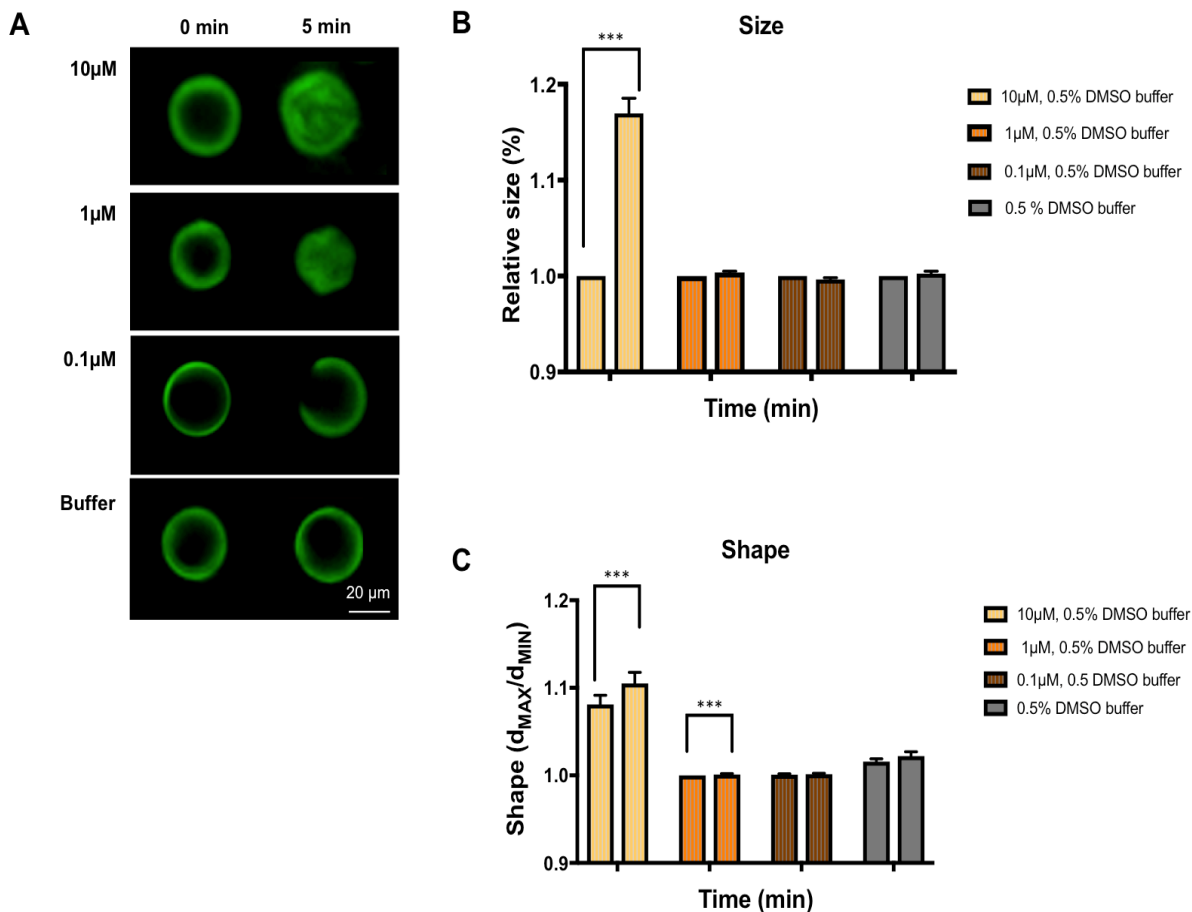 A
0 min 5 min
10µM
1µM
0.1µM
Buffer
20 µm
B
Size
***
Relative size (%)
1.2
1.1
1.0
0.9
Time (min)
10µM, 0.5% DMSO buffer
1µM, 0.5% DMSO buffer
0.1µM, 0.5% DMSO buffer
0.5 % DMSO buffer
C
Shape
***
***
Shape (dMAX/dMIN)
1.2
1.1
1.0
0.9
Time (min)
10µM, 0.5% DMSO buffer
1µM, 0.5% DMSO buffer
0.1µM, 0.5 DMSO buffer
0.5% DMSO buffer